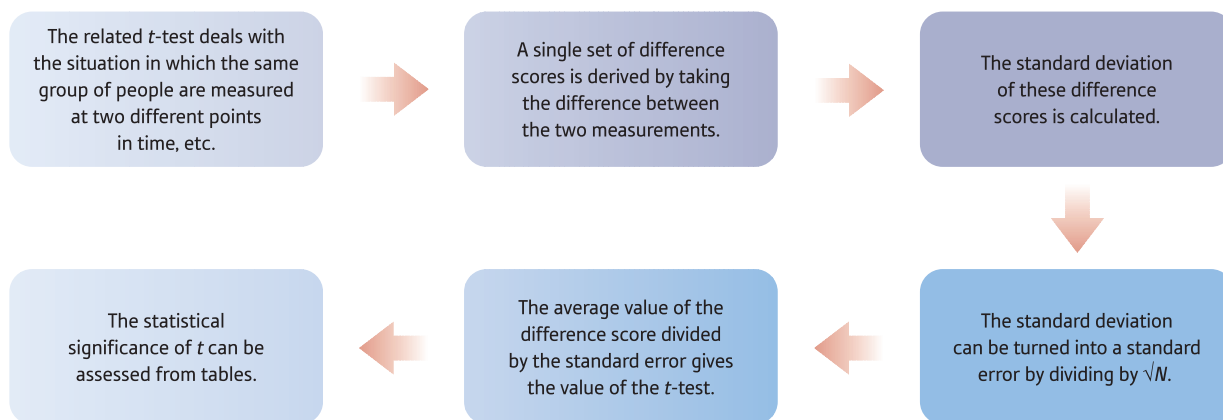 The related t-test deals with
the situation in which the same
group of people are measured
at two different points
in time, etc.
A single set of difference
scores is derived by taking
the difference between
the two measurements.
The standard deviation
of these difference
scores is calculated.
The standard deviation
can be turned into a standard
error by dividing by √N.
The average value of the
difference score divided
by the standard error gives
the value of the t-test.
The statistical
significance of t can be
assessed from tables.